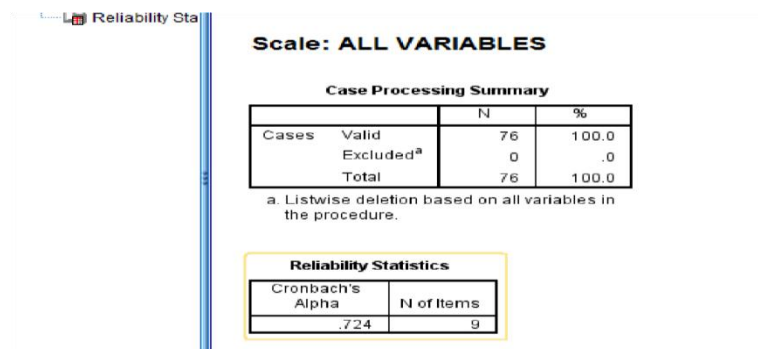 Reliability Sta
Scale: ALL VARIABLES
Case Processing Summary
N %
Cases Valid 76 100.0
Excludedᵃ 0 .0
Total 76 100.0
a. Listwise deletion based on all variables in
the procedure.
Reliability Statistics
Cronbach's
Alpha N of Items
.724 9